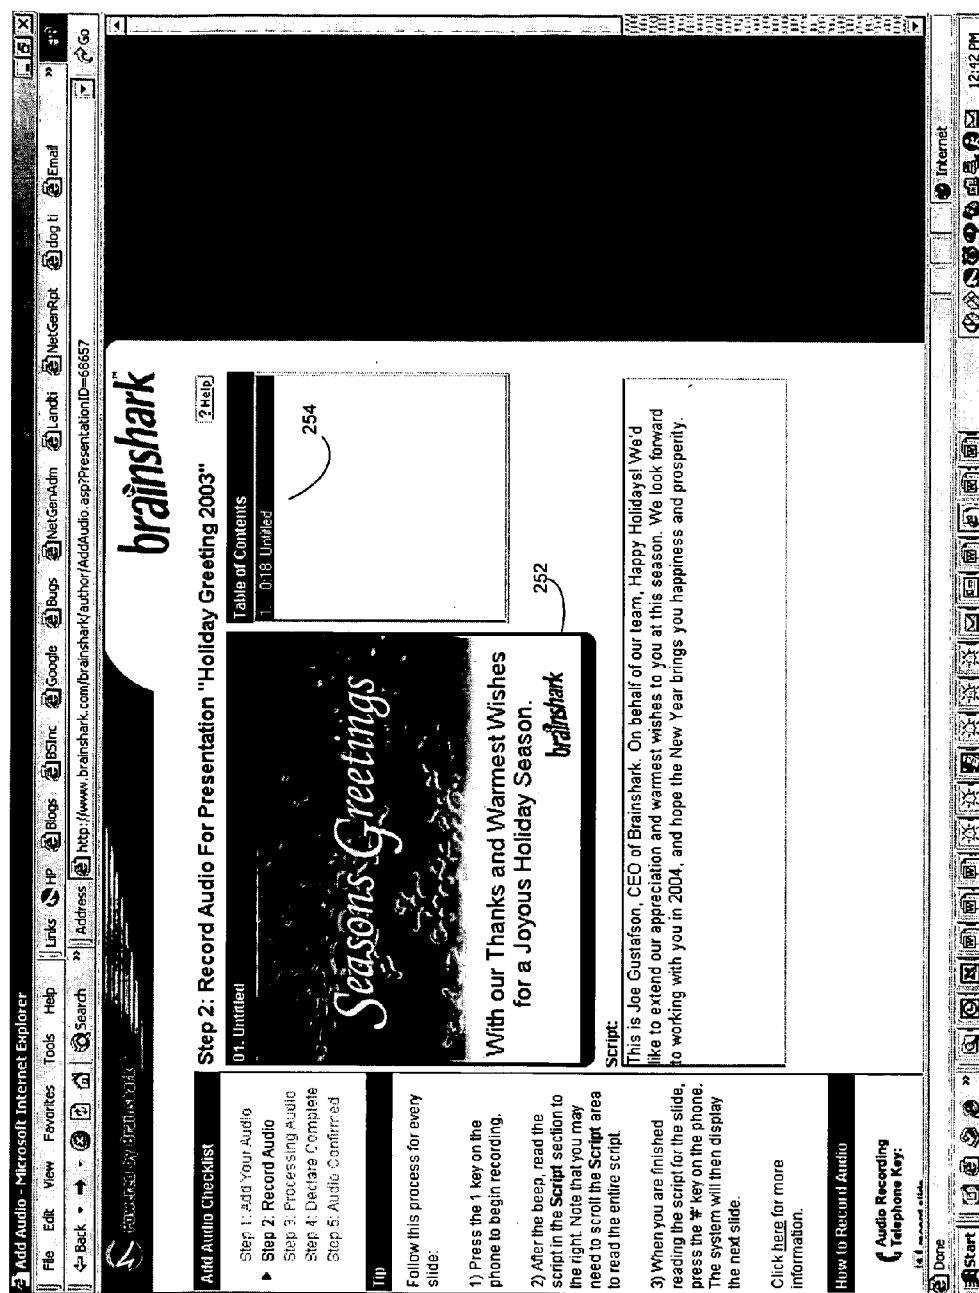 Add Audio - Microsoft Internet Explorer
File Edit View Favorites Tools Help
Links HP Blogs BSInc Google Bugs NetGenAdm Landti NetGenRpt dog ti Email »
Back Search » Address http://www.brainshark.com/brainshark/author/AddAudio.asp?PresentationID=68657 Go
brainshark™
Add Audio Checklist
Step 1: Add Your Audio
Step 2: Record Audio
Step 3: Processing Audio
Step 4: Declare Complete
Step 5: Audio Confirmed
Tip
Follow this process for every
slide:
1) Press the 1 key on the
phone to begin recording.
2) After the beep, read the
script in the Script section to
the right. Note that you may
need to scroll the Script area
to read the entire script.
3) When you are finished
reading the script for the slide,
press the '#' key on the phone.
The system will then display
the next slide.
Click here for more
information.
How to Record Audio
Audio Recording
Telephone Key:
Step 2: Record Audio For Presentation "Holiday Greeting 2003"
? Help
01. Untitled
Seasons Greetings
With our Thanks and Warmest Wishes
for a Joyous Holiday Season.
brainshark
252
Table of Contents
1. 0:18 Untitled
254
Script:
This is Joe Gustafson, CEO of Brainshark. On behalf of our team, Happy Holidays! We'd
like to extend our appreciation and warmest wishes to you at this season. We look forward
to working with you in 2004, and hope the New Year brings you happiness and prosperity.
Done
Internet
Start
12:42 PM